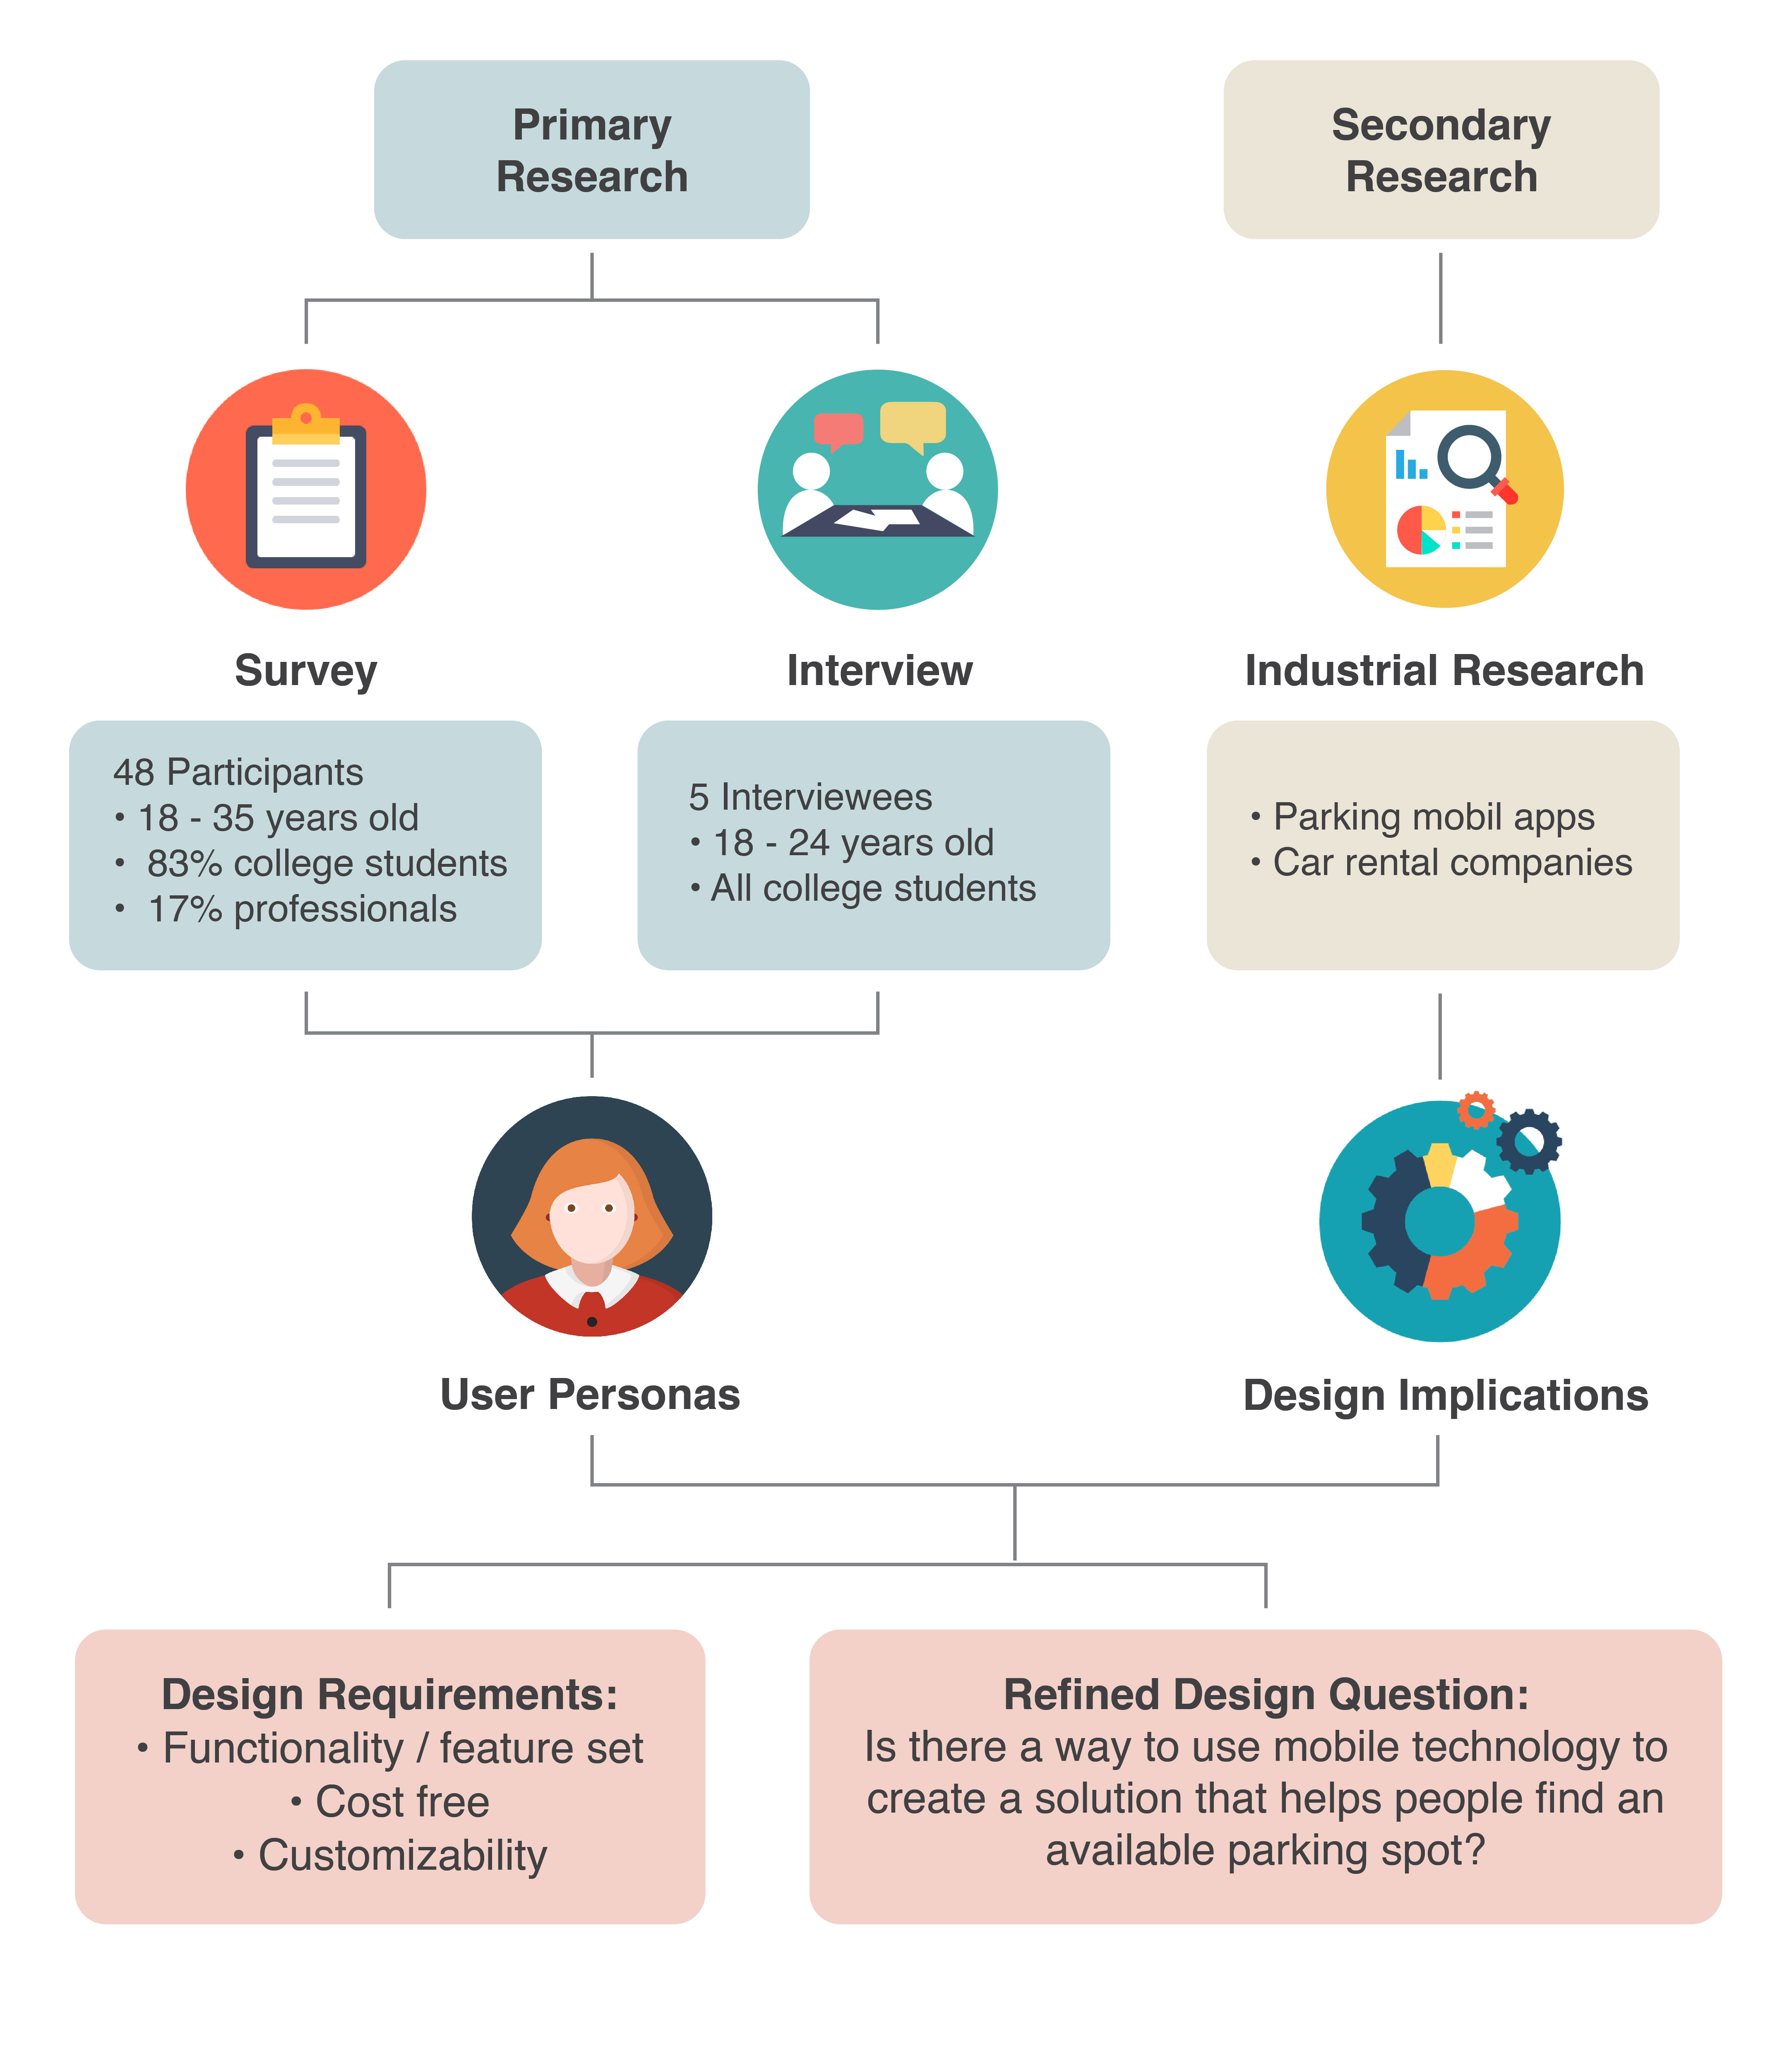 Primary
Research
Secondary
Research
Survey
Interview
Industrial Research
48 Participants
• 18 - 35 years old
• 83% college students
• 17% professionals
5 Interviewees
• 18 - 24 years old
• All college students
• Parking mobil apps
• Car rental companies
User Personas
Design Implications
Design Requirements:
• Functionality / feature set
• Cost free
• Customizability
Refined Design Question:
Is there a way to use mobile technology to
create a solution that helps people find an
available parking spot?